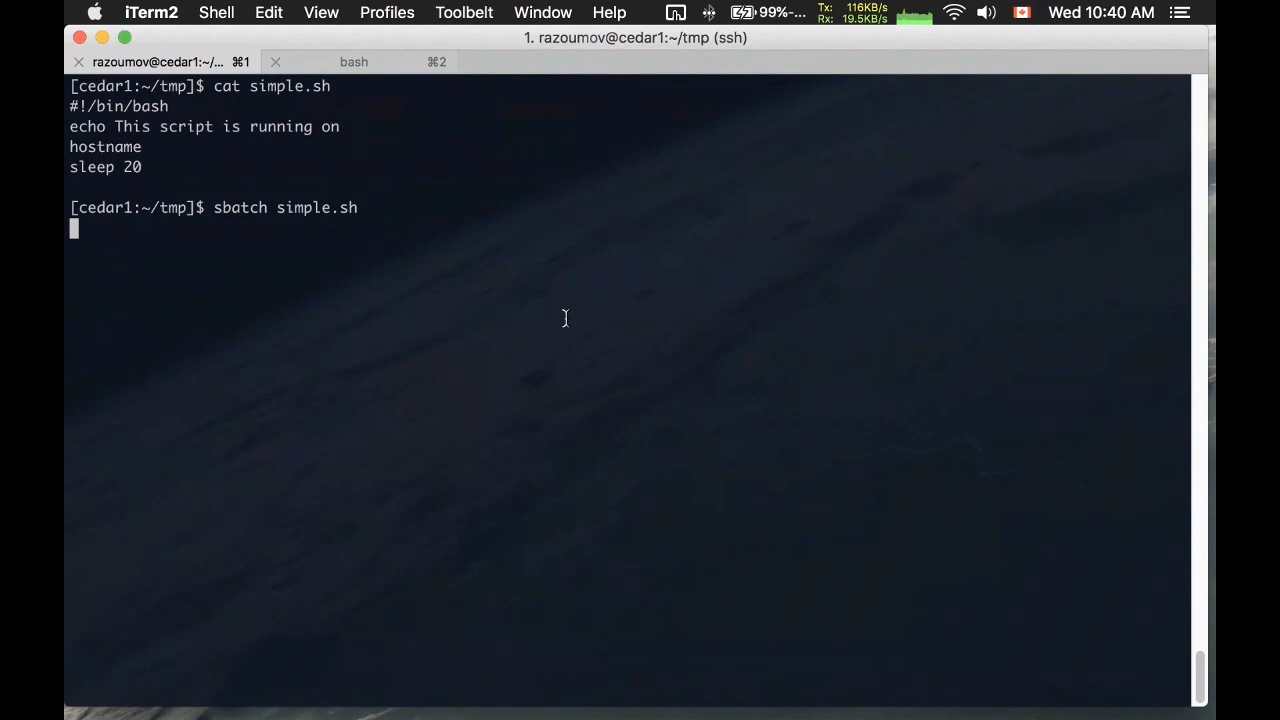 iTerm2 Shell Edit View Profiles Toolbelt Window Help 99%-... Tx: 116KB/s Rx: 19.5KB/s Wed 10:40 AM
1. razoumov@cedar1:~/tmp (ssh)
razoumov@cedar1:~/... ⌘1 bash ⌘2
[cedar1:~/tmp]$ cat simple.sh
#!/bin/bash
echo This script is running on
hostname
sleep 20
[cedar1:~/tmp]$ sbatch simple.sh